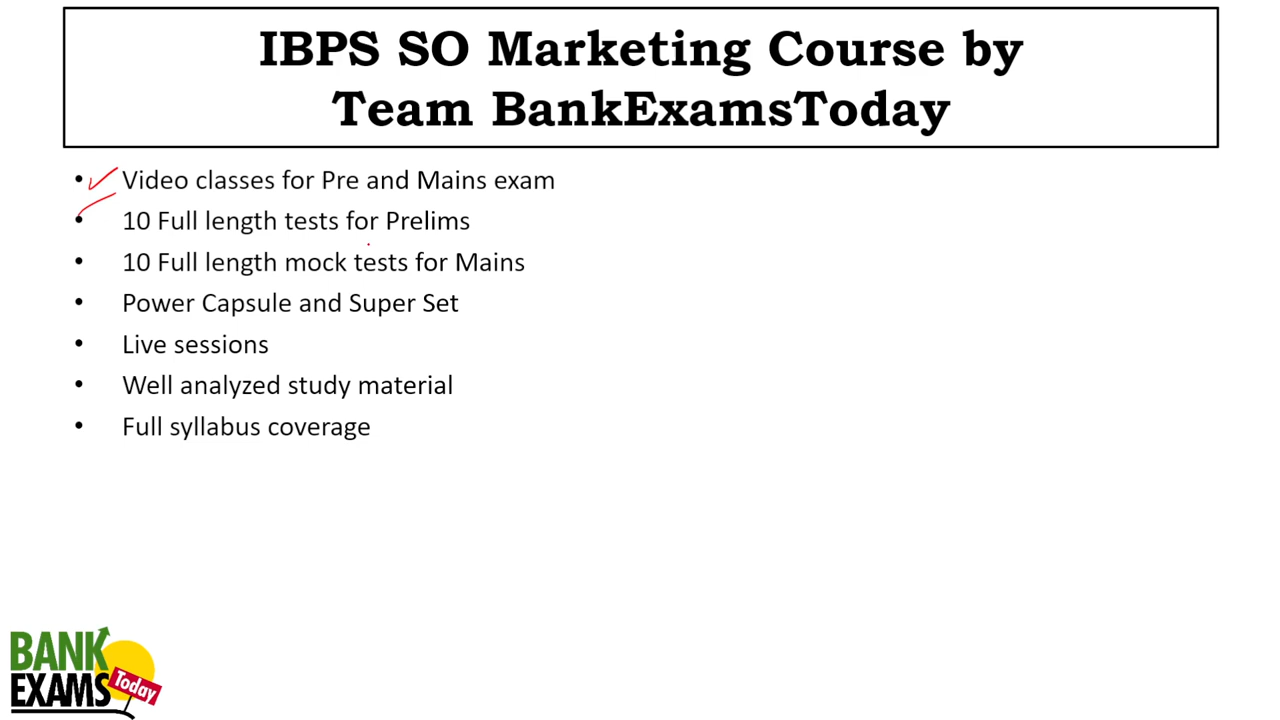 IBPS SO Marketing Course by
Team BankExamsToday
• Video classes for Pre and Mains exam
• 10 Full length tests for Prelims
• 10 Full length mock tests for Mains
• Power Capsule and Super Set
• Live sessions
• Well analyzed study material
• Full syllabus coverage
BANK
EXAMS
Today